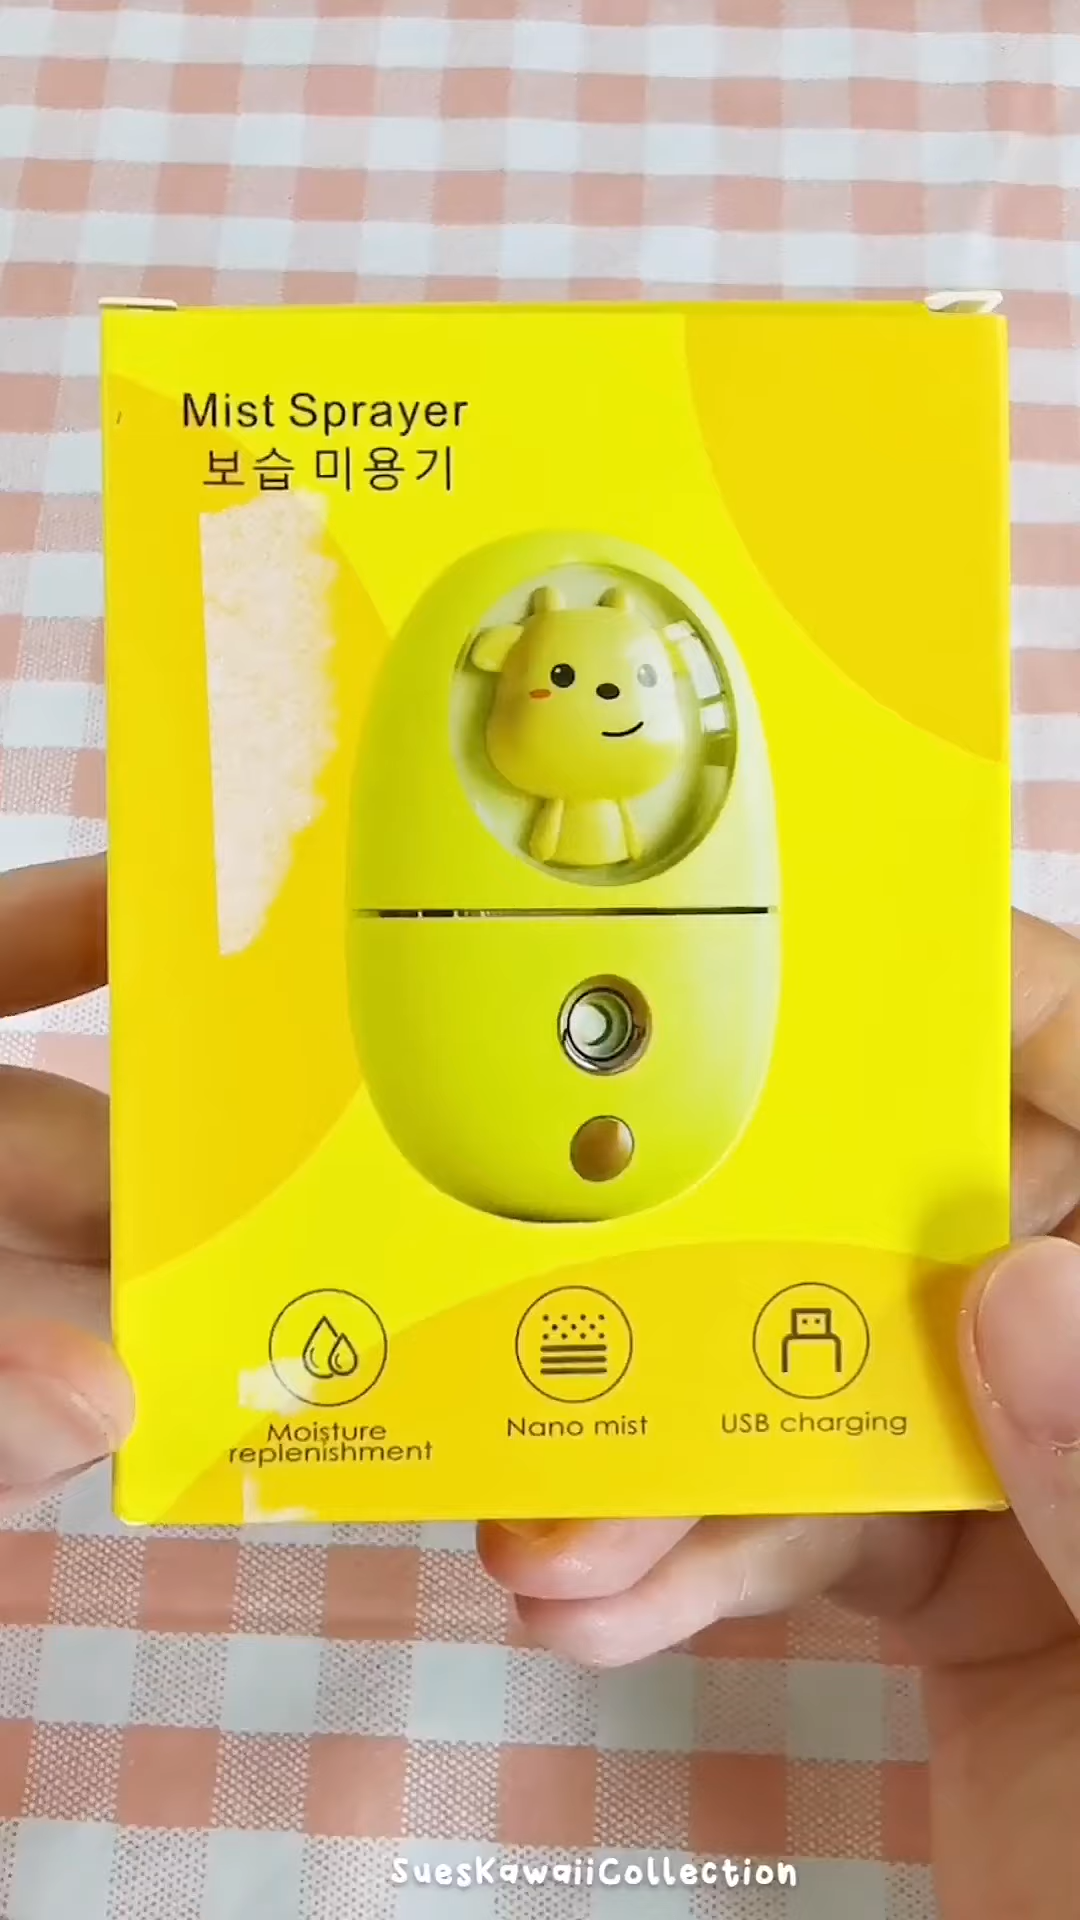 Mist Sprayer
보습 미용기
Moisture
replenishment
Nano mist
USB charging
SuesKawaiiCollection